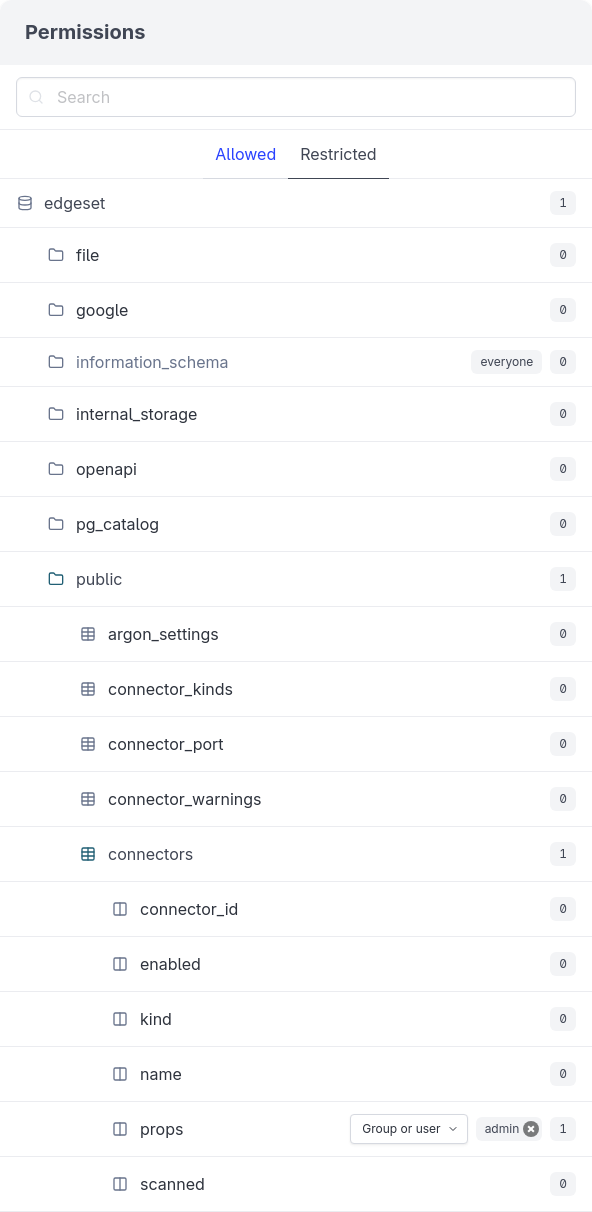 Permissions
Search
Allowed Restricted
edgeset 1
file 0
google 0
information_schema everyone 0
internal_storage 0
openapi 0
pg_catalog 0
public 1
argon_settings 0
connector_kinds 0
connector_port 0
connector_warnings 0
connectors 1
connector_id 0
enabled 0
kind 0
name 0
props Group or user admin 1
scanned 0